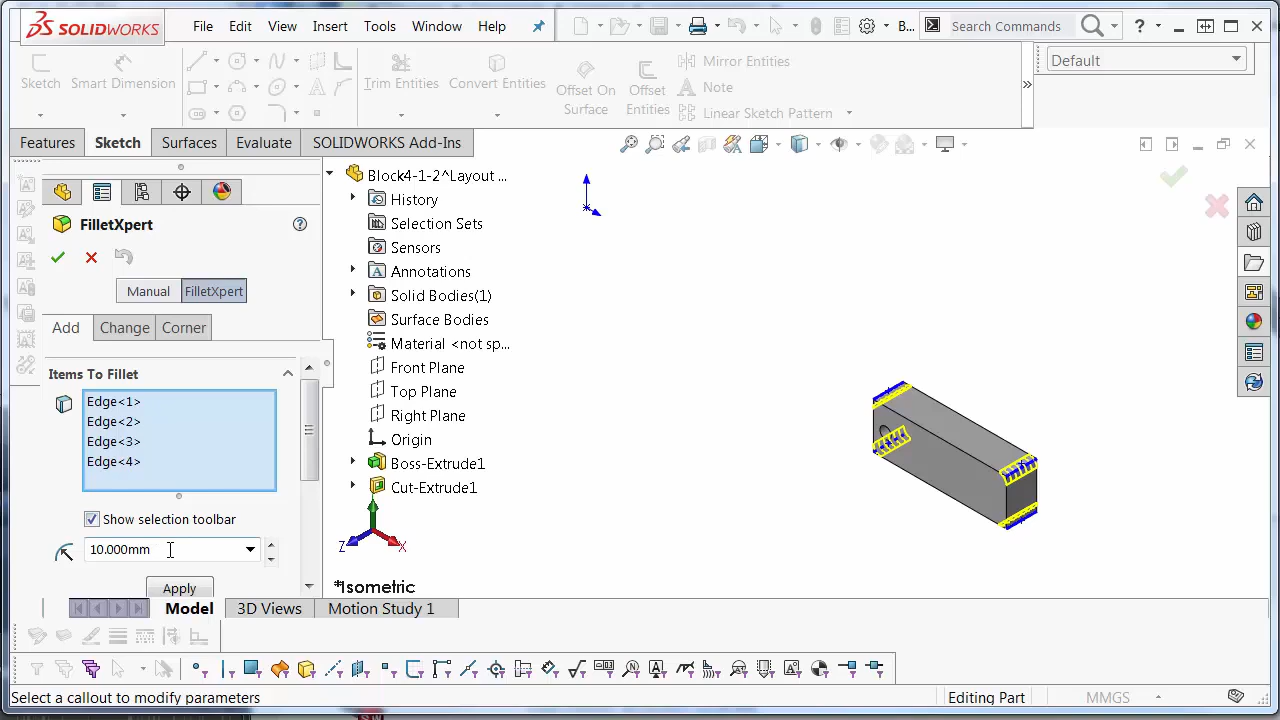 SOLIDWORKS File Edit View Insert Tools Window Help B... Search Commands ?
Sketch Smart Dimension Trim Entities Convert Entities Offset On Surface Offset Entities Mirror Entities
Note
Linear Sketch Pattern
Default
Features Sketch Surfaces Evaluate SOLIDWORKS Add-Ins
Block4-1-2^Layout ...
History
FilletXpert
Selection Sets
Sensors
Annotations
Manual FilletXpert
Solid Bodies(1)
Add Change Corner
Surface Bodies
Material <not sp...
Items To Fillet
Front Plane
Edge<1>
Top Plane
Edge<2>
Right Plane
Edge<3>
Origin
Edge<4>
Boss-Extrude1
Cut-Extrude1
Show selection toolbar
10.000mm
Z X
Apply
*Isometric
Model 3D Views Motion Study 1
Select a callout to modify parameters Editing Part MMGS